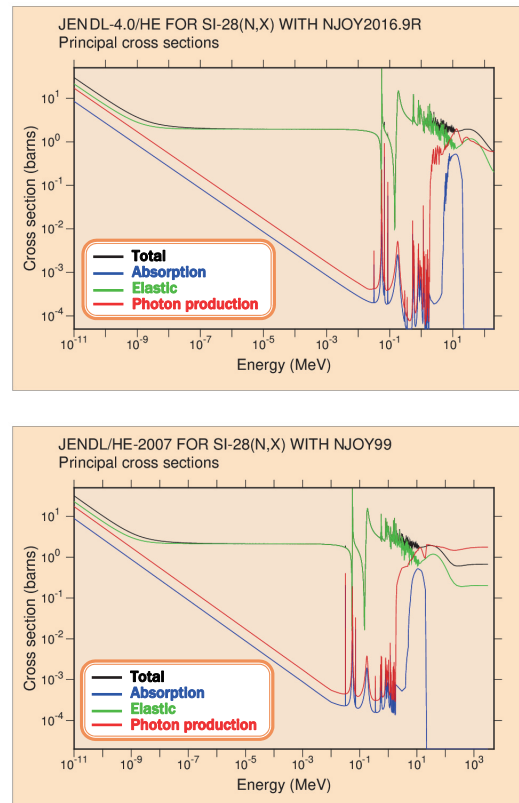 JENDL-4.0/HE FOR SI-28(N,X) WITH NJOY2016.9R
Principal cross sections
Cross section (barns)
10^1
10^0
10^-1
10^-2
10^-3
10^-4
Total
Absorption
Elastic
Photon production
10^-11 10^-9 10^-7 10^-5 10^-3 10^-1 10^1
Energy (MeV)
JENDL/HE-2007 FOR SI-28(N,X) WITH NJOY99
Principal cross sections
Cross section (barns)
10^1
10^0
10^-1
10^-2
10^-3
10^-4
Total
Absorption
Elastic
Photon production
10^-11 10^-9 10^-7 10^-5 10^-3 10^-1 10^1 10^3
Energy (MeV)